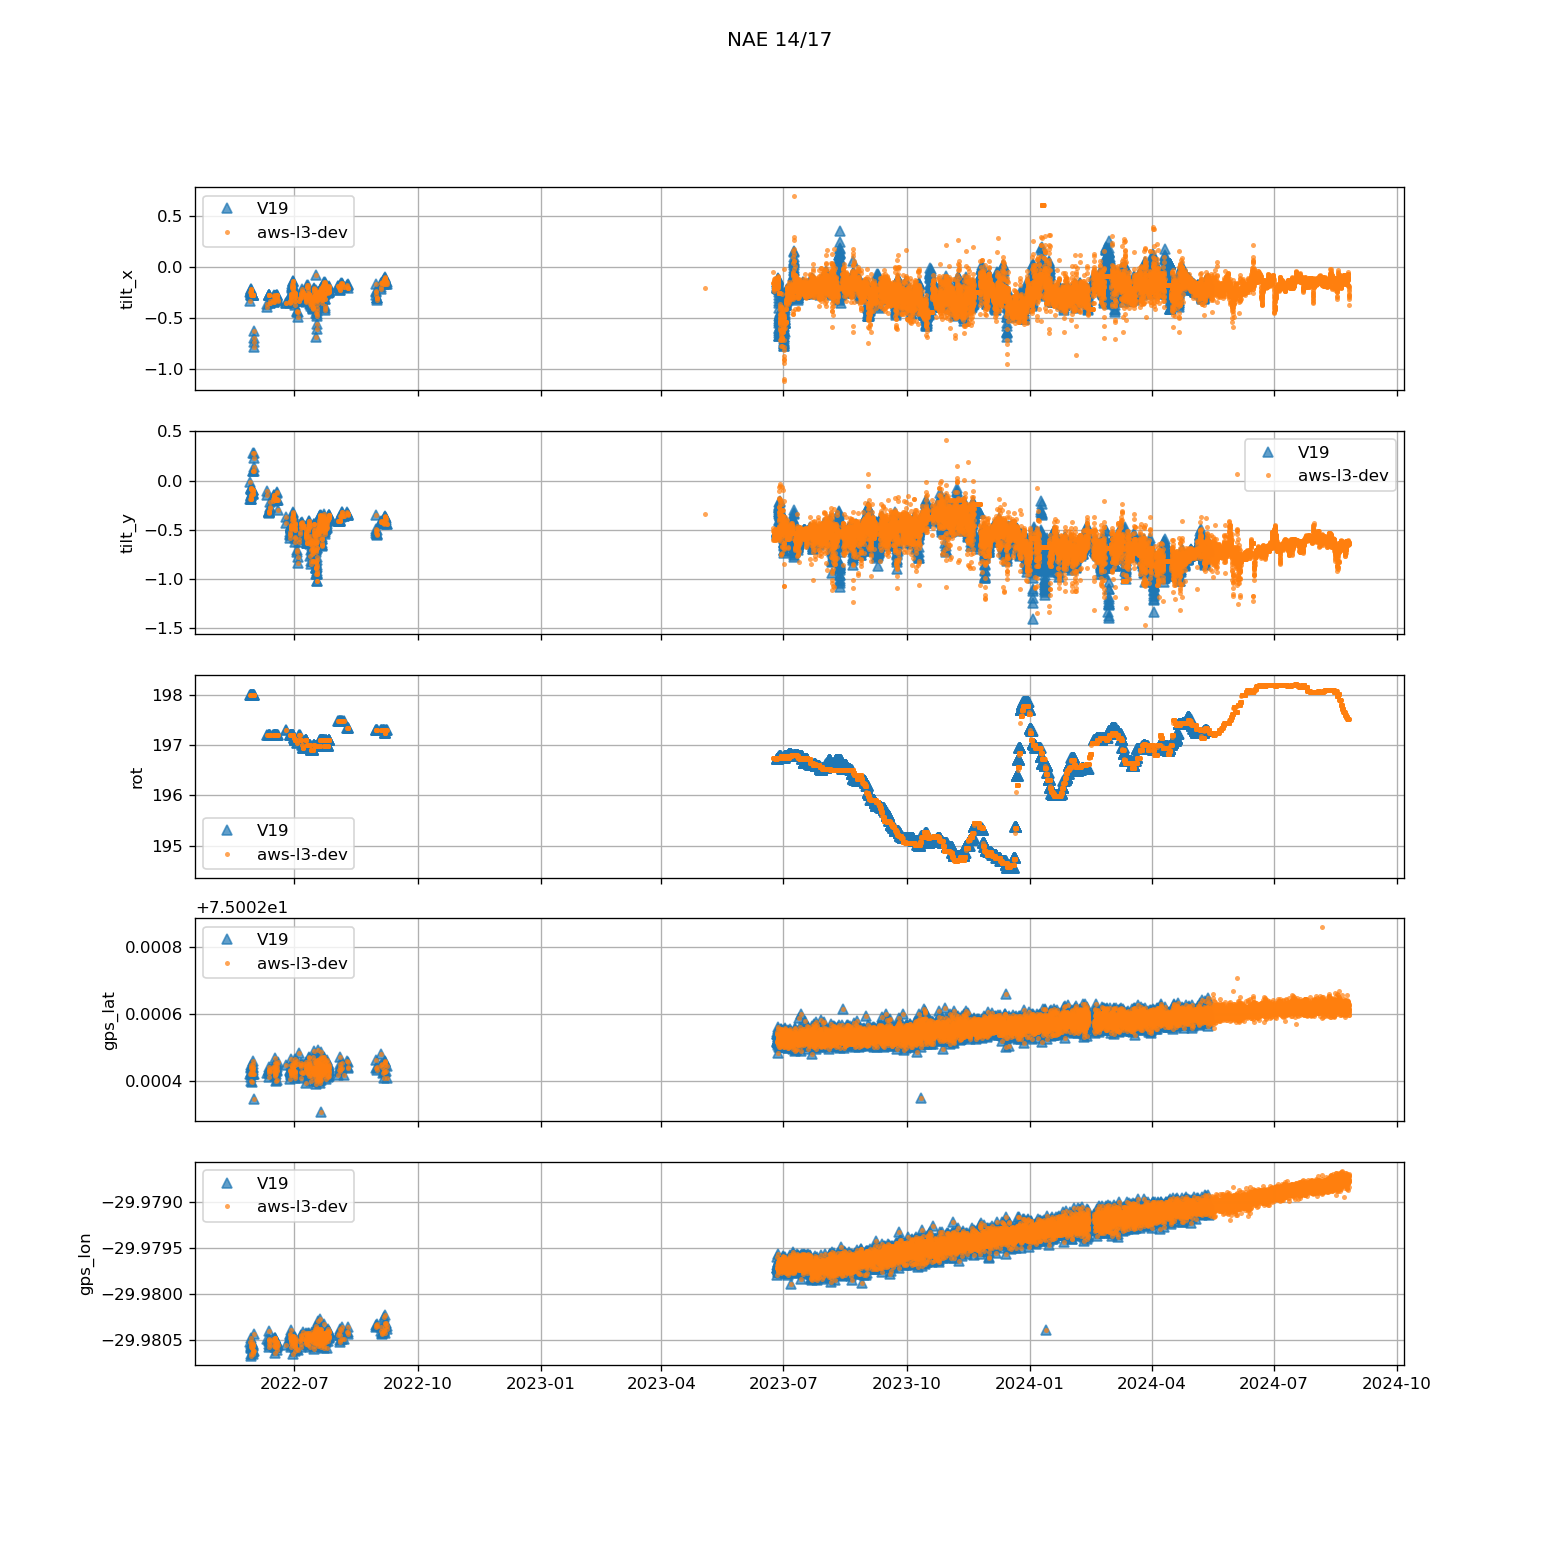 NAE 14/17
V19
aws-l3-dev
0.5
0.0
−0.5
−1.0
tilt_x
V19
aws-l3-dev
0.5
0.0
−0.5
−1.0
−1.5
tilt_y
198
197
196
195
rot
V19
aws-l3-dev
+7.5002e1
V19
aws-l3-dev
0.0008
0.0006
0.0004
gps_lat
V19
aws-l3-dev
−29.9790
−29.9795
−29.9800
−29.9805
gps_lon
2022-07 2022-10 2023-01 2023-04 2023-07 2023-10 2024-01 2024-04 2024-07 2024-10